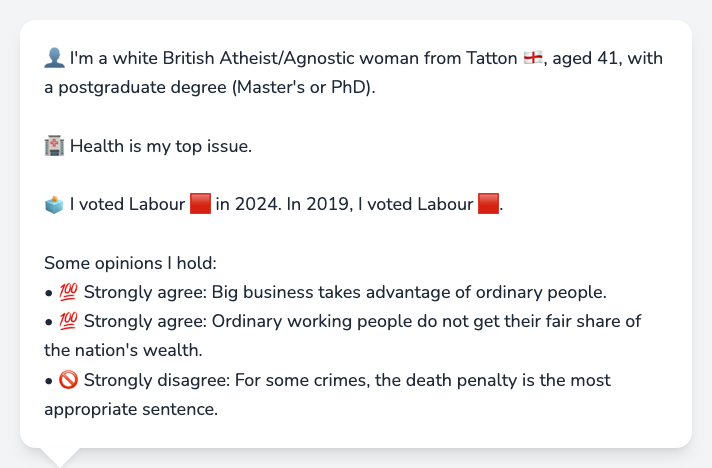 👤 I'm a white British Atheist/Agnostic woman from Tatton 🏴󠁧󠁢󠁥󠁮󠁧󠁿, aged 41, with
a postgraduate degree (Master's or PhD).
🏥 Health is my top issue.
🗳️ I voted Labour 🟥 in 2024. In 2019, I voted Labour 🟥.
Some opinions I hold:
• 💯 Strongly agree: Big business takes advantage of ordinary people.
• 💯 Strongly agree: Ordinary working people do not get their fair share of
the nation's wealth.
• 🚫 Strongly disagree: For some crimes, the death penalty is the most
appropriate sentence.